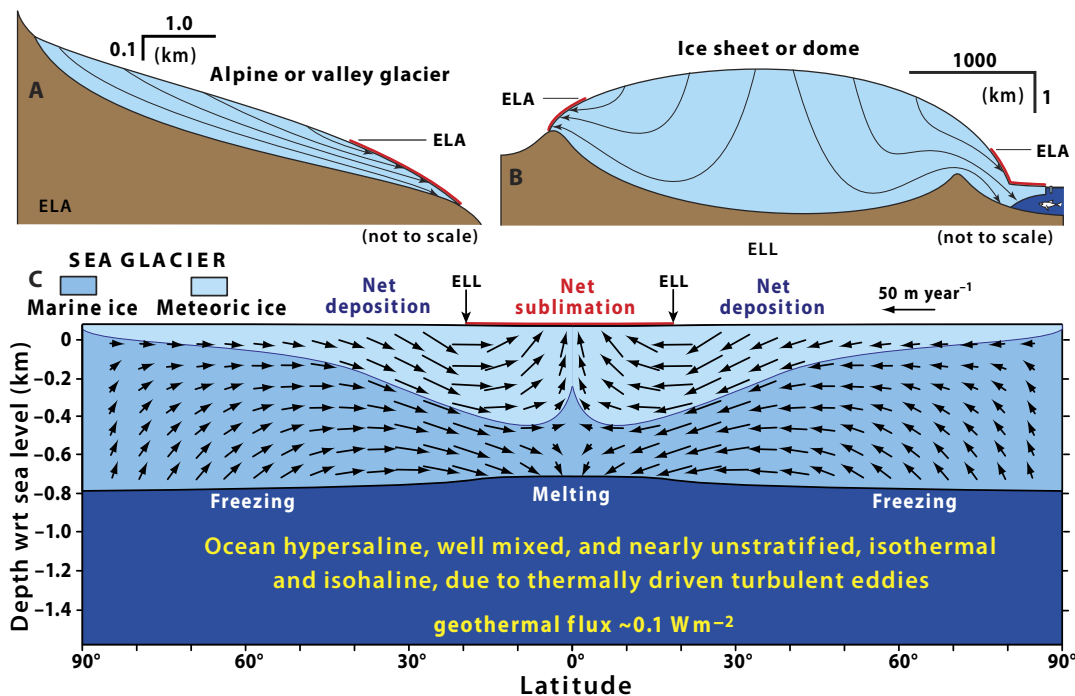 1.0
0.1
(km)
Alpine or valley glacier
A
ELA
ELA
(not to scale)
Ice sheet or dome
1000
(km)
1
ELA
ELA
B
(not to scale)
ELL
C
SEA GLACIER
Marine ice
Meteoric ice
Net
deposition
ELL
Net
sublimation
ELL
Net
deposition
50 m year⁻¹
Depth wrt sea level (km)
0
−0.2
−0.4
−0.6
−0.8
−1.0
−1.2
−1.4
Freezing
Melting
Freezing
Ocean hypersaline, well mixed, and nearly unstratified, isothermal
and isohaline, due to thermally driven turbulent eddies
geothermal flux ~0.1 Wm⁻²
90° 60° 30° 0° 30° 60° 90°
Latitude